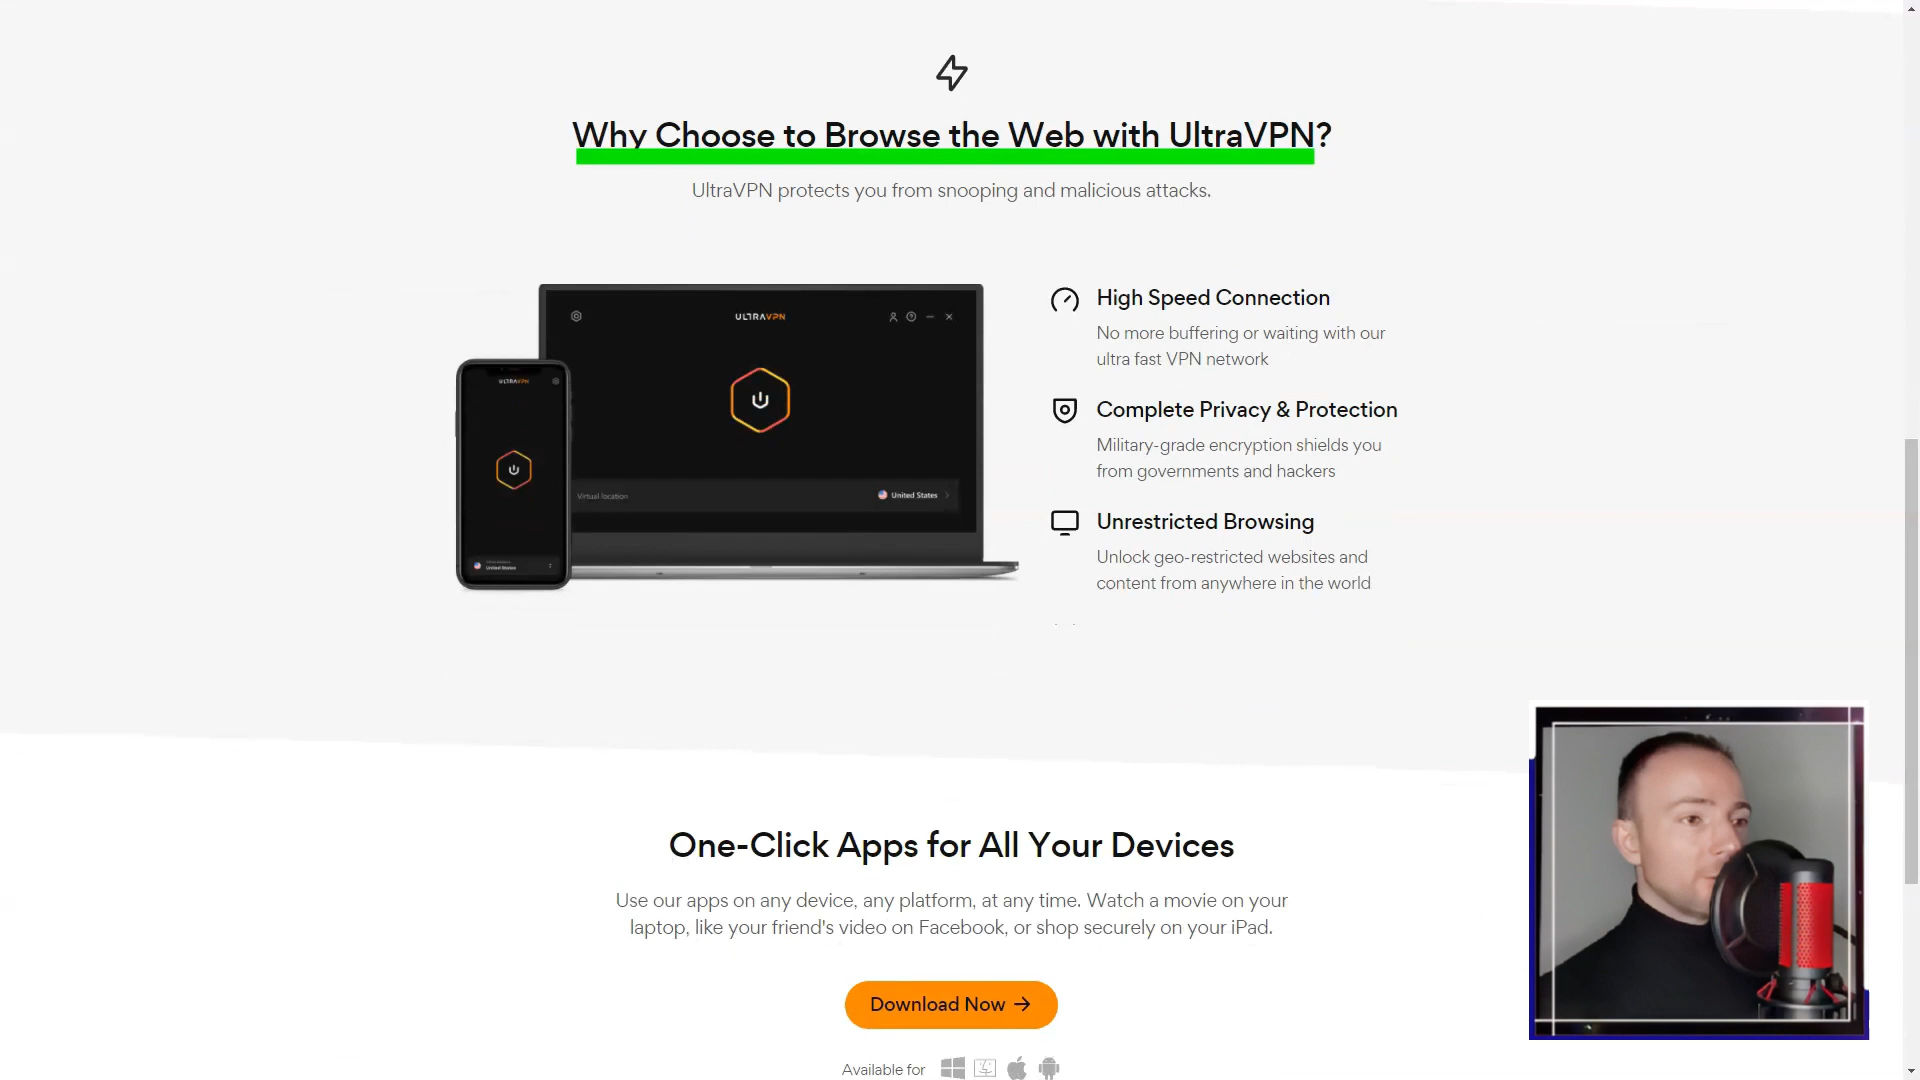 Why Choose to Browse the Web with UltraVPN?
UltraVPN protects you from snooping and malicious attacks.
ULTRAVPN
ULTRAVPN
Virtual location
United States
United States
High Speed Connection
No more buffering or waiting with our
ultra fast VPN network
Complete Privacy & Protection
Military-grade encryption shields you
from governments and hackers
Unrestricted Browsing
Unlock geo-restricted websites and
content from anywhere in the world
One-Click Apps for All Your Devices
Use our apps on any device, any platform, at any time. Watch a movie on your
laptop, like your friend's video on Facebook, or shop securely on your iPad.
Download Now →
Available for